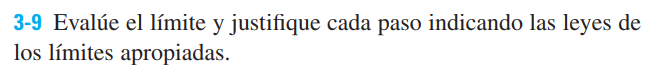 3-9 Evalúe el límite y justifique cada paso indicando las leyes de
los límites apropiadas.